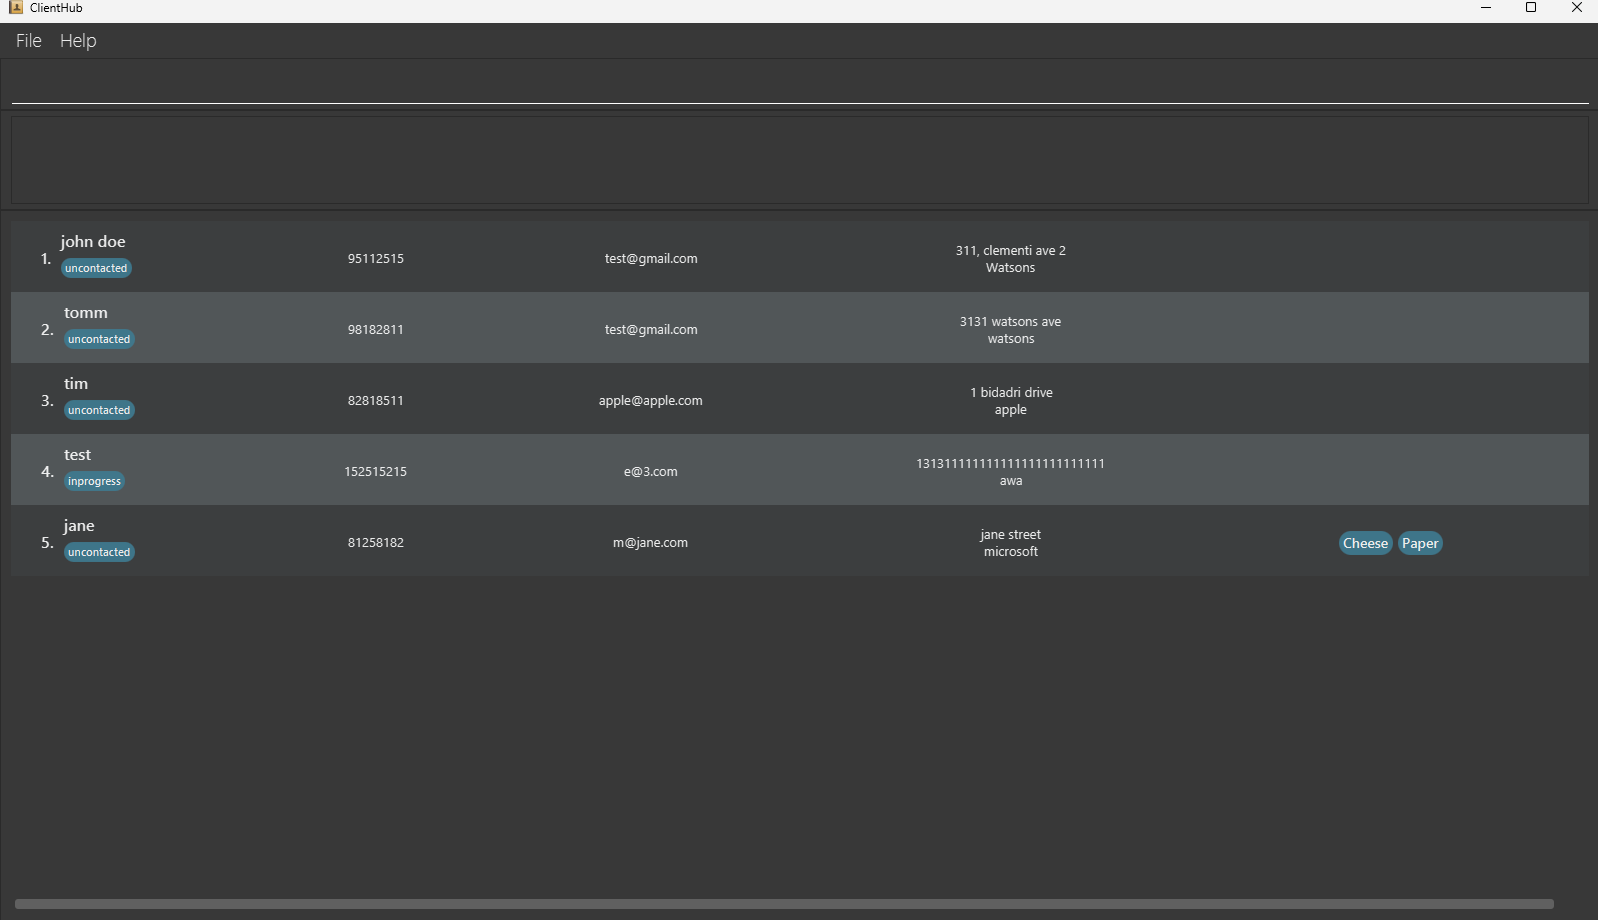 ClientHub
File Help
1. john doe
uncontacted
95112515
test@gmail.com
311, clementi ave 2
Watsons
2. tomm
uncontacted
98182811
test@gmail.com
3131 watsons ave
watsons
3. tim
uncontacted
82818511
apple@apple.com
1 bidadri drive
apple
4. test
inprogress
152515215
e@3.com
1313111111111111111111111111
awa
5. jane
uncontacted
81258182
m@jane.com
jane street
microsoft
Cheese Paper